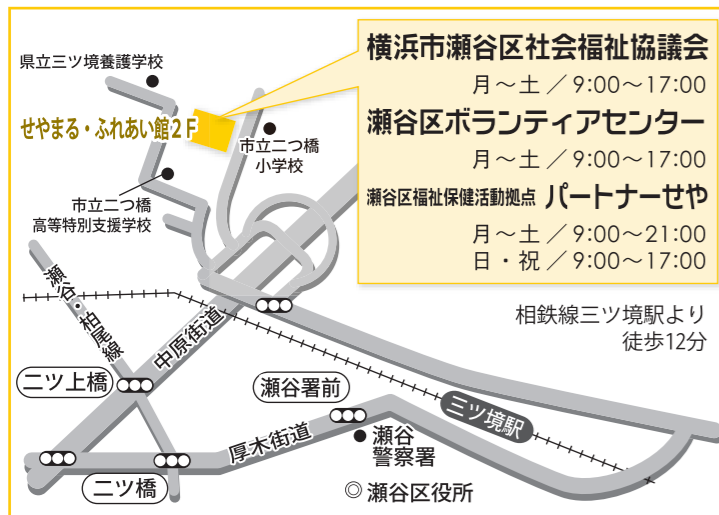 横浜市瀬谷区社会福祉協議会
月～土／9:00～17:00
瀬谷区ボランティアセンター
月～土／9:00～17:00
瀬谷区福祉保健活動拠点 パートナーせや
月～土／9:00～21:00
日・祝／9:00～17:00
県立三ツ境養護学校
せやまる・ふれあい館2F
市立二つ橋
小学校
市立二つ橋
高等特別支援学校
相鉄線三ツ境駅より
徒歩12分
瀬谷・柏尾線
中原街道
二ツ上橋
瀬谷署前
三ツ境駅
厚木街道
瀬谷
警察署
二ツ橋
◎瀬谷区役所